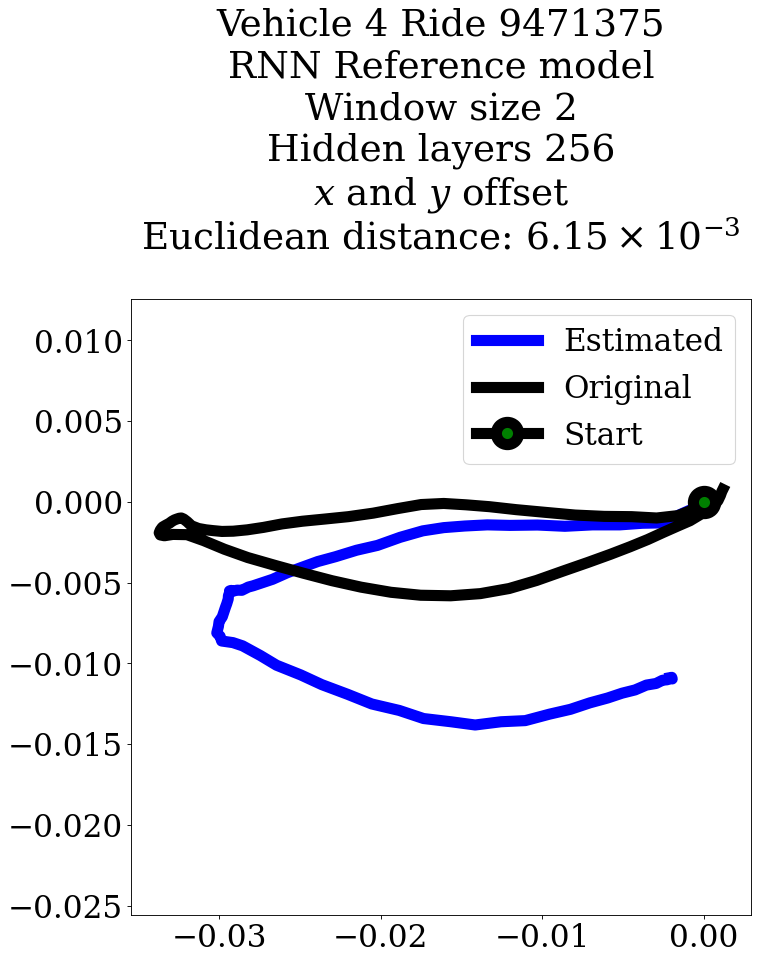 Vehicle 4 Ride 9471375
RNN Reference model
Window size 2
Hidden layers 256
x and y offset
Euclidean distance: 6.15 × 10⁻³
Estimated
Original
Start
0.010
0.005
0.000
−0.005
−0.010
−0.015
−0.020
−0.025
−0.03 −0.02 −0.01 0.00